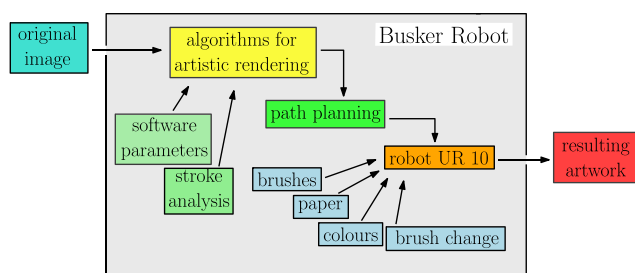 original
image
algorithms for
artistic rendering
Busker Robot
path planning
software
parameters
stroke
analysis
robot UR 10
resulting
artwork
brushes
paper
colours
brush change